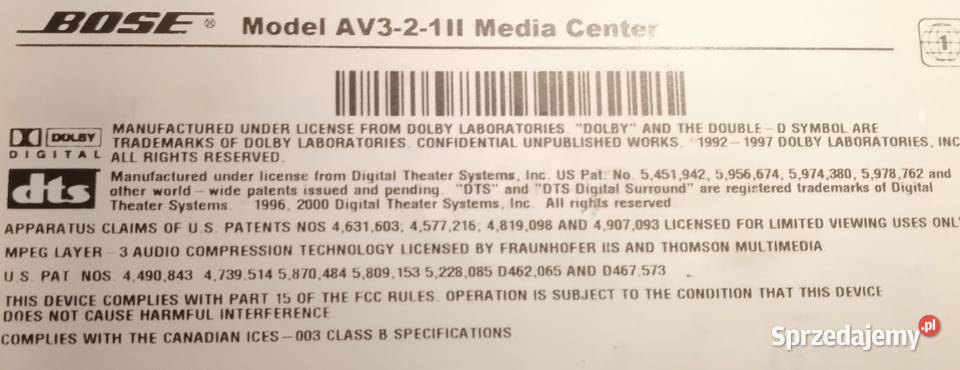 BOSE ® Model AV3-2-1II Media Center
1
DOLBY
DIGITAL
MANUFACTURED UNDER LICENSE FROM DOLBY LABORATORIES. "DOLBY" AND THE DOUBLE-D SYMBOL ARE
TRADEMARKS OF DOLBY LABORATORIES. CONFIDENTIAL UNPUBLISHED WORKS. 1992-1997 DOLBY LABORATORIES, INC
ALL RIGHTS RESERVED.
dts
Manufactured under license from Digital Theater Systems, Inc. US Pat. No. 5,451,942, 5,956,674, 5,974,380, 5,978,762 and
other world-wide patents issued and pending. "DTS" and "DTS Digital Surround" are registered trademarks of Digital
Theater Systems. 1996, 2000 Digital Theater Systems, Inc. All rights reserved
APPARATUS CLAIMS OF U.S. PATENTS NOS 4,631,603; 4,577,216; 4,819,098 AND 4,907,093 LICENSED FOR LIMITED VIEWING USES ONLY
MPEG LAYER-3 AUDIO COMPRESSION TECHNOLOGY LICENSED BY FRAUNHOFER IIS AND THOMSON MULTIMEDIA
U.S. PAT NOS. 4,490,843 4,739,514 5,870,484 5,809,153 5,228,085 D462,065 AND D467,573
THIS DEVICE COMPLIES WITH PART 15 OF THE FCC RULES. OPERATION IS SUBJECT TO THE CONDITION THAT THIS DEVICE
DOES NOT CAUSE HARMFUL INTERFERENCE
COMPLIES WITH THE CANADIAN ICES-003 CLASS B SPECIFICATIONS
Sprzedajemy.pl